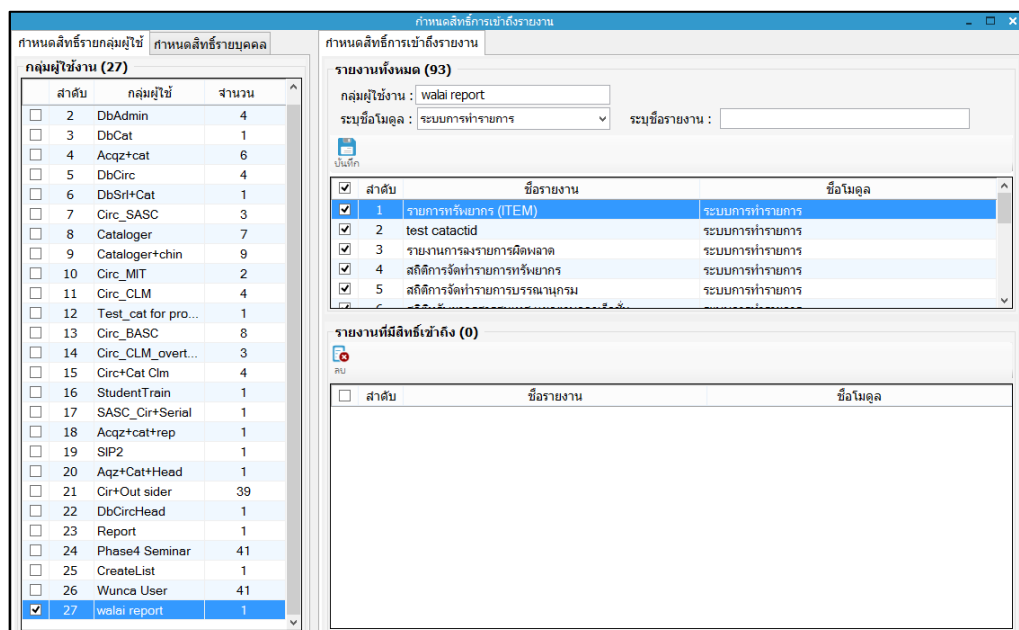 กำหนดสิทธิ์การเข้าถึงรายงาน
กำหนดสิทธิ์รายกลุ่มผู้ใช้ กำหนดสิทธิ์รายบุคคล
กลุ่มผู้ใช้งาน (27)
ลำดับ กลุ่มผู้ใช้ จำนวน
2 DbAdmin 4
3 DbCat 1
4 Acqz+cat 6
5 DbCirc 4
6 DbSrl+Cat 1
7 Circ_SASC 3
8 Cataloger 7
9 Cataloger+chin 9
10 Circ_MIT 2
11 Circ_CLM 4
12 Test_cat for pro... 1
13 Circ_BASC 8
14 Circ_CLM_overt... 3
15 Circ+Cat Clm 4
16 StudentTrain 1
17 SASC_Cir+Serial 1
18 Acqz+cat+rep 1
19 SIP2 1
20 Aqz+Cat+Head 1
21 Cir+Out sider 39
22 DbCircHead 1
23 Report 1
24 Phase4 Seminar 41
25 CreateList 1
26 Wunca User 41
27 walai report 1
กำหนดสิทธิ์การเข้าถึงรายงาน
รายงานทั้งหมด (93)
กลุ่มผู้ใช้งาน : walai report
ระบุชื่อโมดูล : ระบบการทำรายการ ระบุชื่อรายงาน :
บันทึก
ลำดับ ชื่อรายงาน ชื่อโมดูล
1 รายการทรัพยากร (ITEM) ระบบการทำรายการ
2 test catactid ระบบการทำรายการ
3 รายงานการลงรายการผิดพลาด ระบบการทำรายการ
4 สถิติการจัดทำรายการทรัพยากร ระบบการทำรายการ
5 สถิติการจัดทำรายการบรรณานุกรม ระบบการทำรายการ
รายงานที่มีสิทธิ์เข้าถึง (0)
ลบ
ลำดับ ชื่อรายงาน ชื่อโมดูล